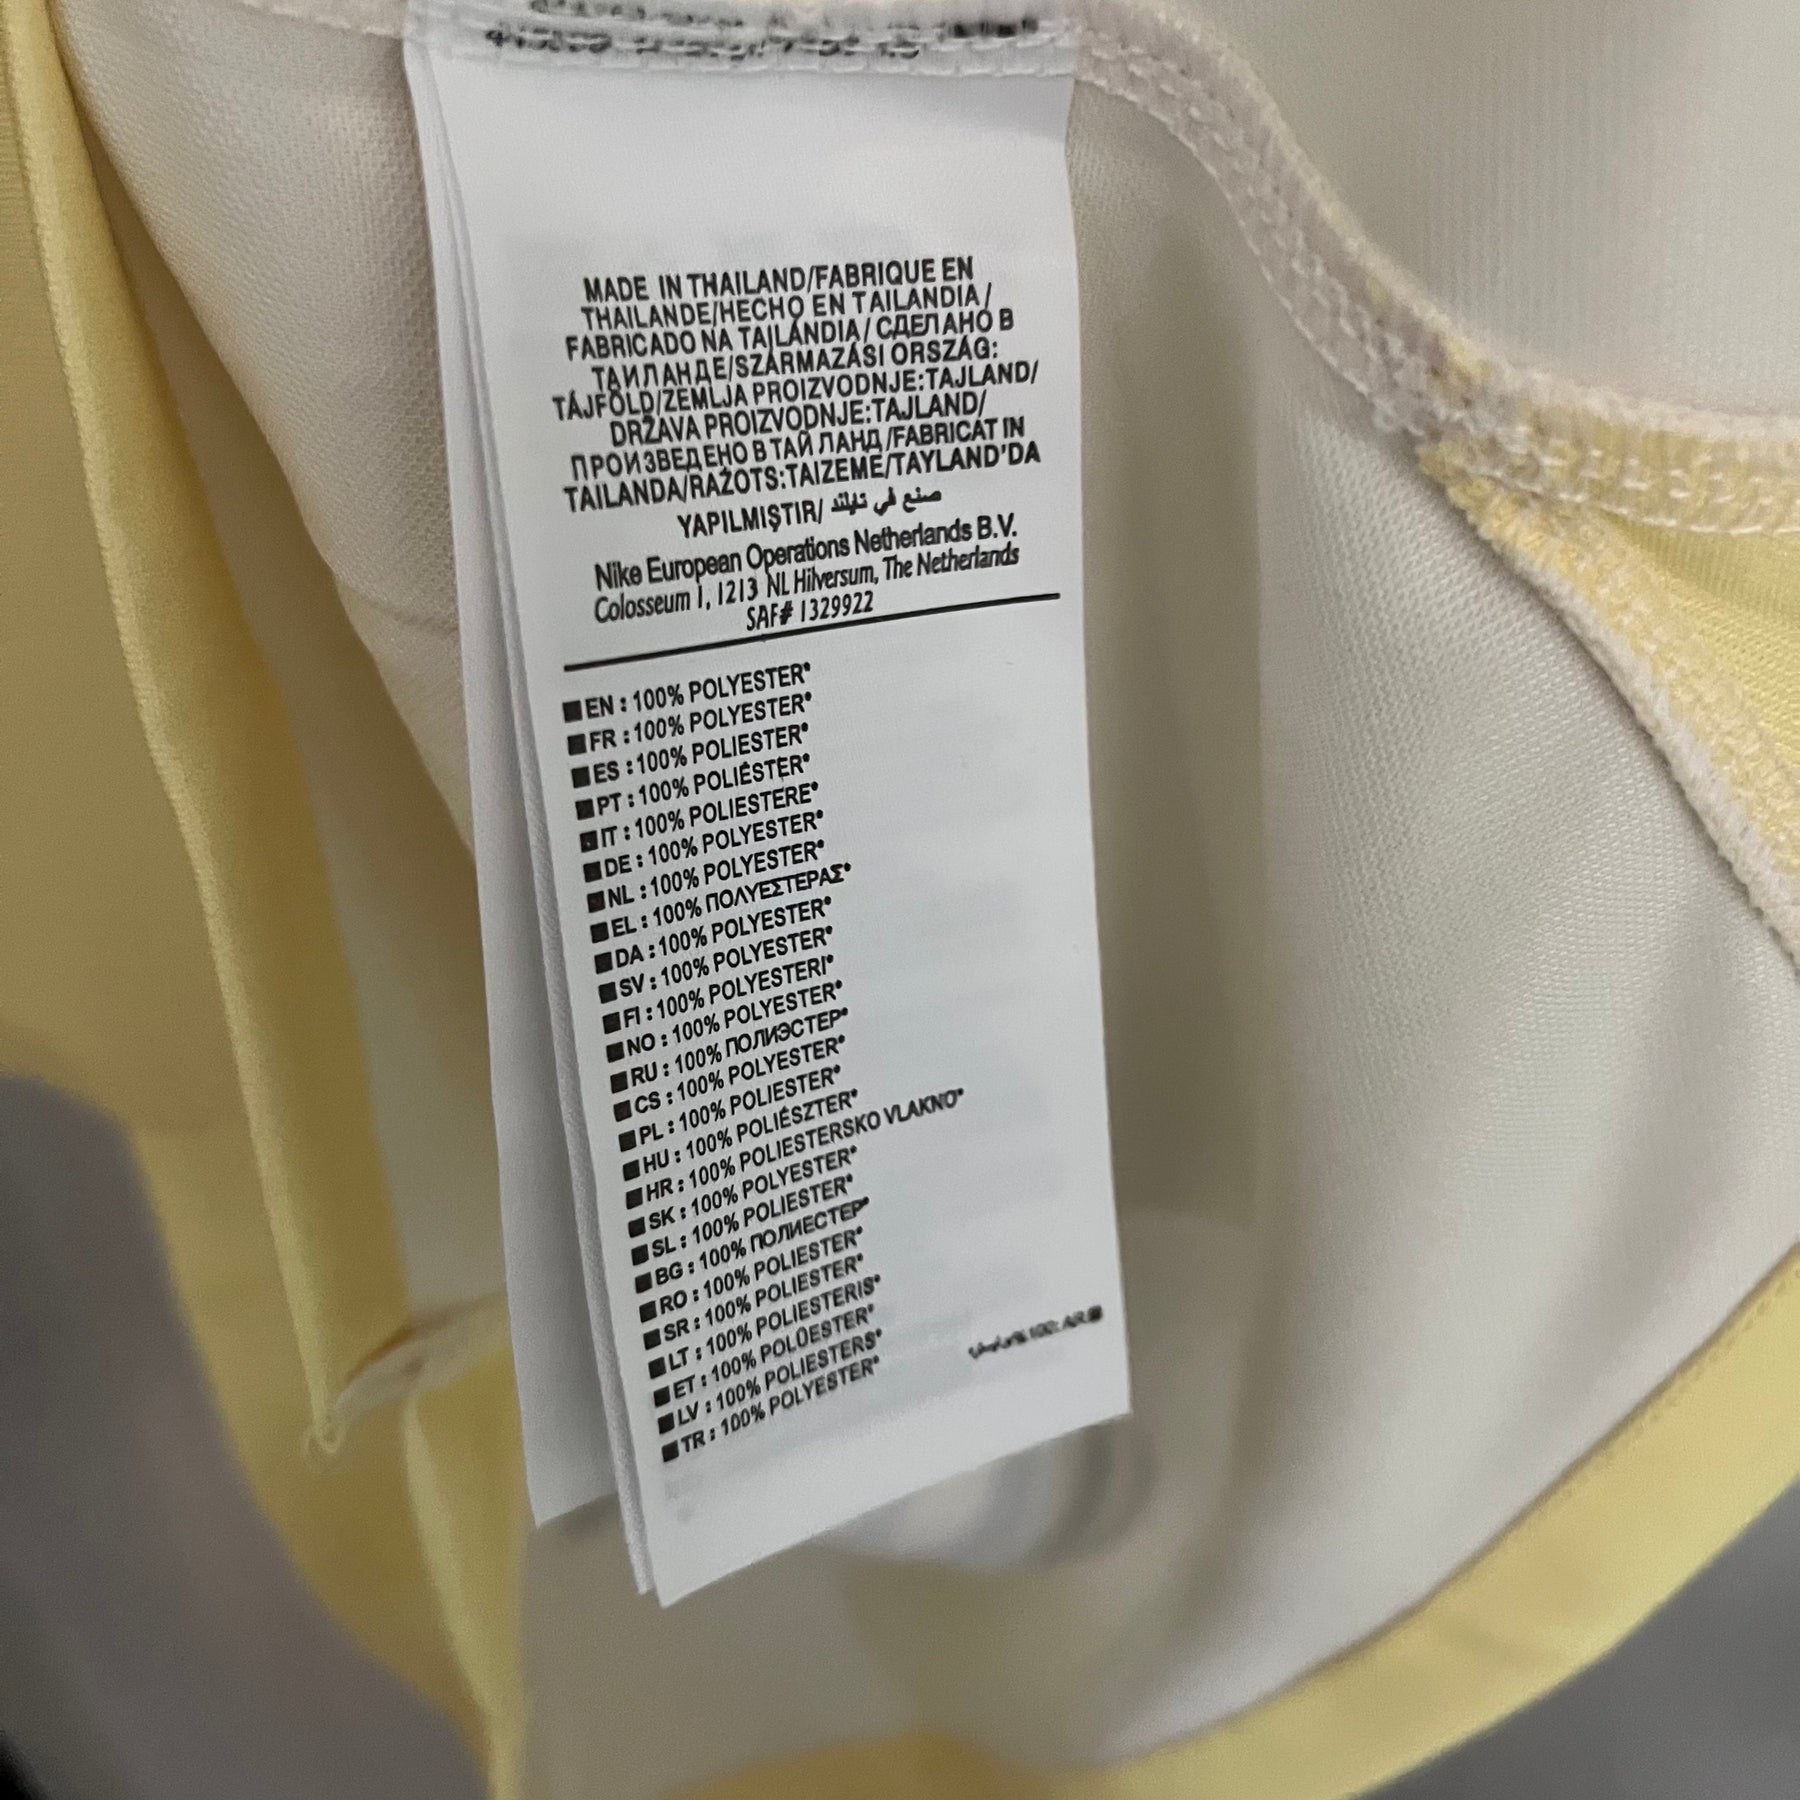 MADE IN THAILAND/FABRIQUE EN
THAILANDE/HECHO EN TAILANDIA/
FABRICADO NA TAILÂNDIA/СДЕЛАНО В
ТАИЛАНДЕ/SZÁRMAZÁSI ORSZÁG:
TÁJFÖLD/ZEMLJA PROIZVODNJE:TAJLAND/
DRŽAVA PROIZVODNJE:TAJLAND/
ПРОИЗВЕДЕНО В ТАЙЛАНД/FABRICAT IN
TAILANDA/RAŽOTS:TAIZEMĒ/TAYLAND'DA
YAPILMIŞTIR/ صنع في تايلند
Nike European Operations Netherlands B.V.
Colosseum 1, 1213 NL Hilversum, The Netherlands
SAF# 1329922
EN : 100% POLYESTER*
FR : 100% POLYESTER*
ES : 100% POLIESTER*
PT : 100% POLIÉSTER*
IT : 100% POLIESTERE*
DE : 100% POLYESTER*
NL : 100% POLYESTER*
EL : 100% ΠΟΛΥΕΣΤΕΡΑΣ*
DA : 100% POLYESTER*
SV : 100% POLYESTER*
FI : 100% POLYESTERI*
NO : 100% POLYESTER*
RU : 100% ПОЛИЭСТЕР*
CS : 100% POLYESTER*
PL : 100% POLIESTER*
HU : 100% POLIÉSZTER*
HR : 100% POLIESTERSKO VLAKNO*
SK : 100% POLYESTER*
SL : 100% POLIESTER*
BG : 100% ПОЛИЕСТЕР*
RO : 100% POLIESTER*
SR : 100% POLIESTER*
LT : 100% POLIESTERIS*
ET : 100% POLÜESTER*
LV : 100% POLIESTERS*
TR : 100% POLYESTER*